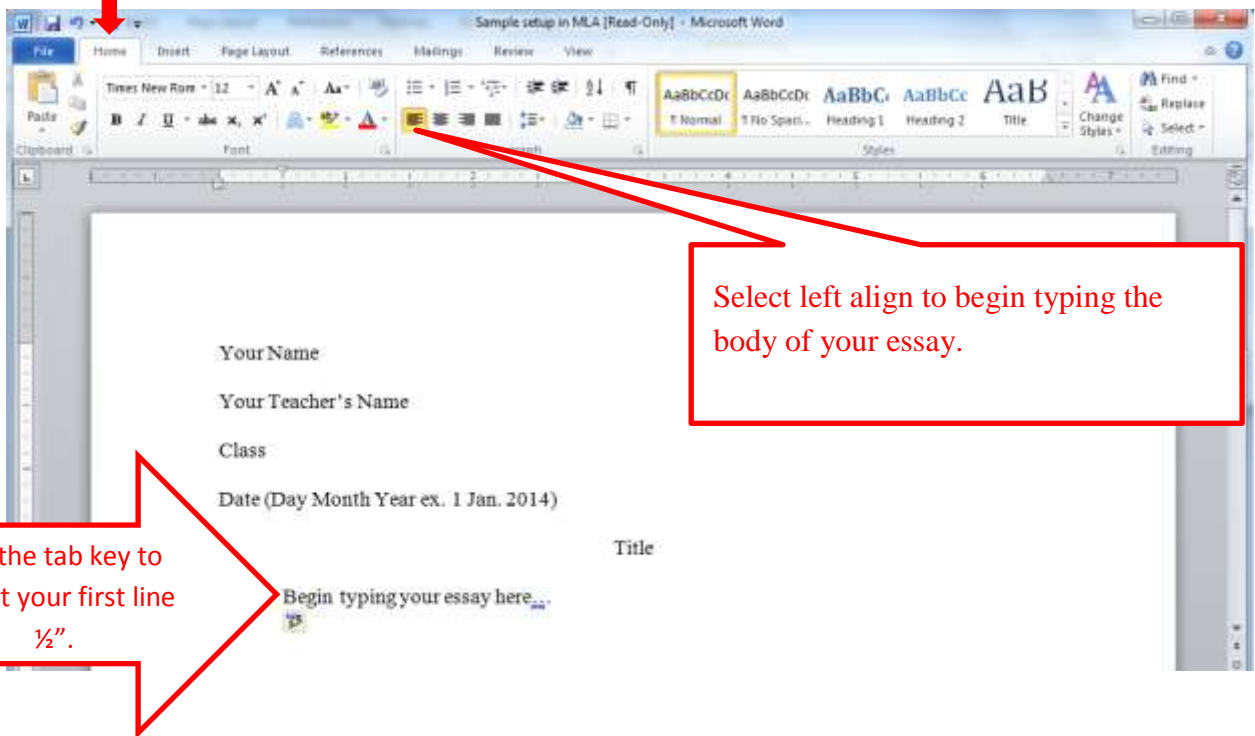 Sample setup in MLA [Read-Only] - Microsoft Word
File Home Insert Page Layout References Mailings Review View
Times New Rom 12 A A Aa
Find
Replace
Select
Paste
B I U abc x, x² A
AaBbCcDc AaBbCcDc AaBbC AaBbCc AaB
¶ Normal ¶ No Spaci... Heading 1 Heading 2 Title
Change
Styles
Clipboard Font Styles Editing
Select left align to begin typing the
body of your essay.
Your Name
Your Teacher's Name
Class
Date (Day Month Year ex. 1 Jan. 2014)
Title
the tab key to
t your first line
½".
Begin typing your essay here...